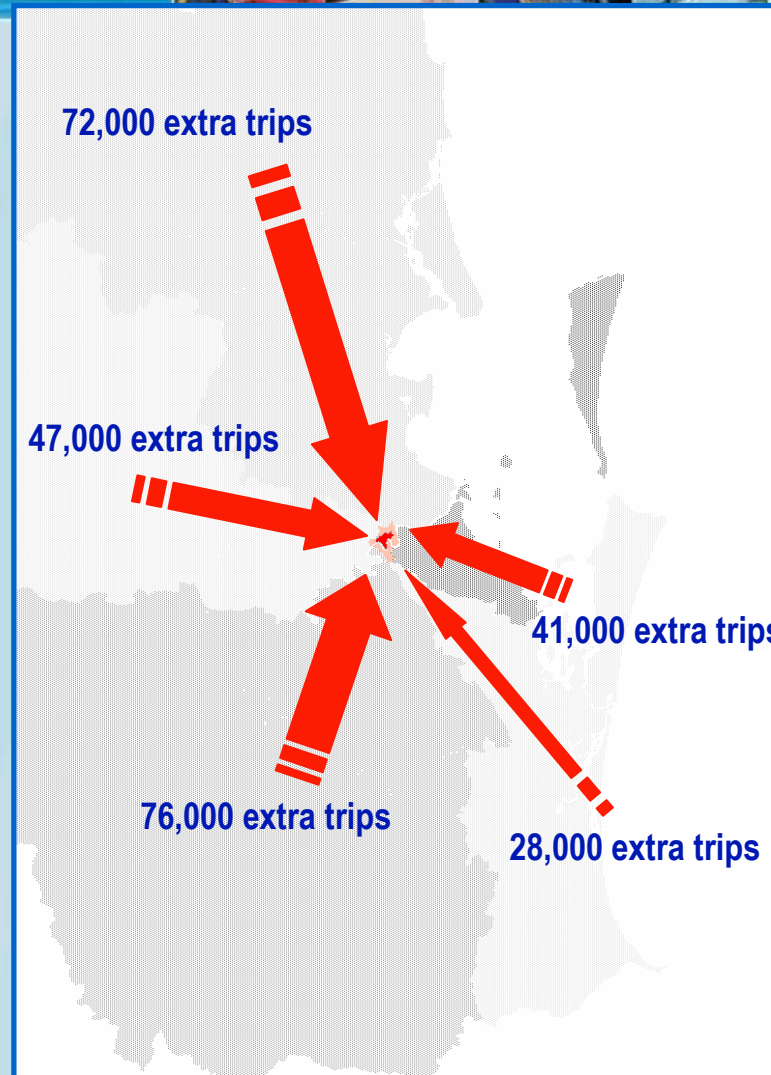 72,000 extra trips
47,000 extra trips
41,000 extra trips
76,000 extra trips
28,000 extra trips